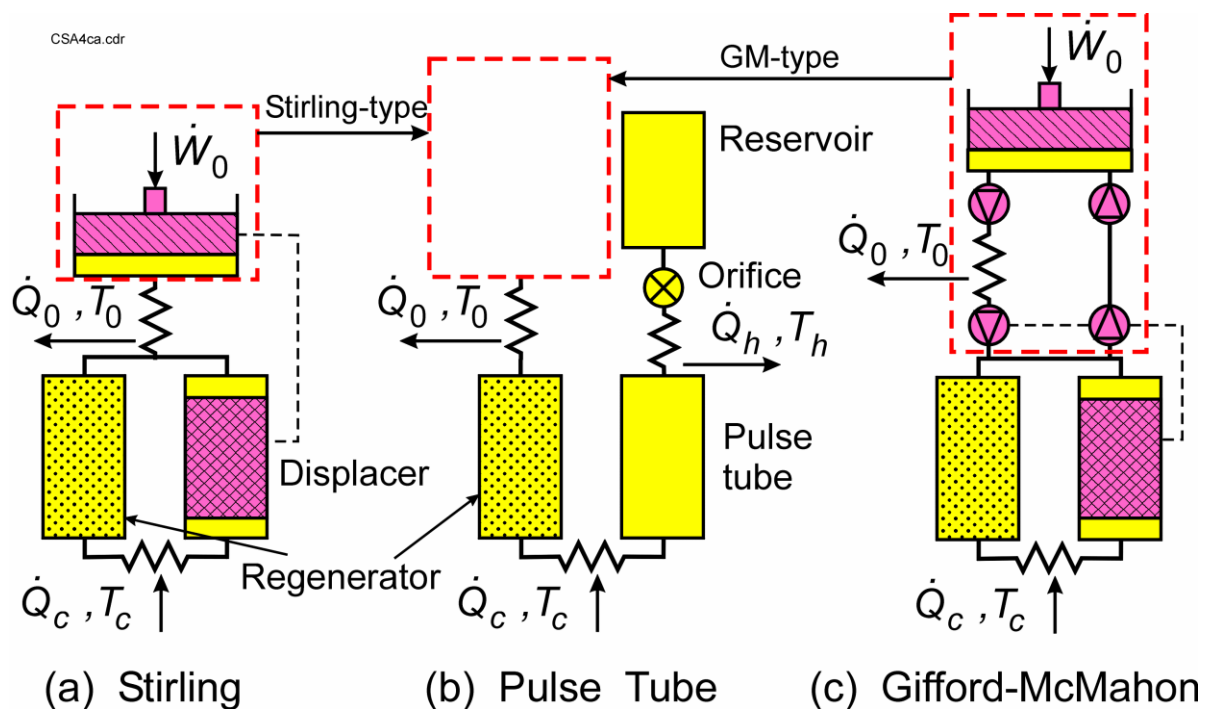 CSA4ca.cdr
Ẇ0
Stirling-type
GM-type
Ẇ0
Reservoir
Orifice
Q̇0 , T0
Q̇0 , T0
Q̇h , Th
Q̇0 , T0
Displacer
Pulse
tube
Regenerator
Q̇c , Tc
Q̇c , Tc
Q̇c , Tc
(a) Stirling
(b) Pulse Tube
(c) Gifford-McMahon